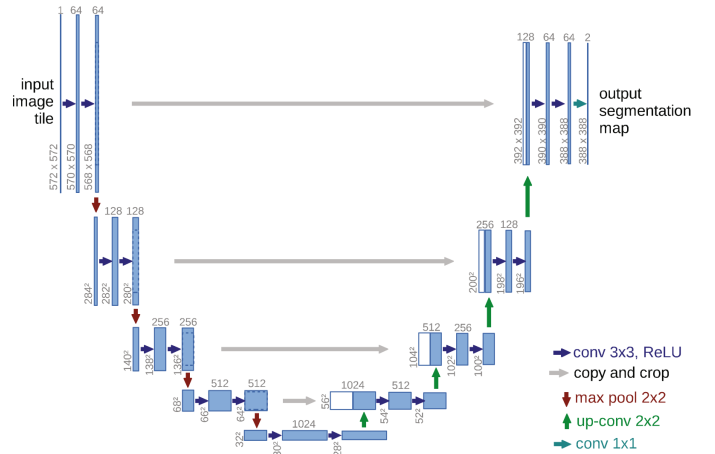 1 64 64
128 64 64 2
input
image
tile
output
segmentation
map
572 x 572
570 x 570
568 x 568
392 x 392
390 x 390
388 x 388
388 x 388
128 128
256 128
284²
282²
280²
200²
198²
196²
256 256
512 256
140²
138²
136²
104²
102²
100²
conv 3x3, ReLU
copy and crop
max pool 2x2
up-conv 2x2
conv 1x1
512 512
1024 512
68²
66²
64²
56²
54²
52²
1024
32²
30²
28²